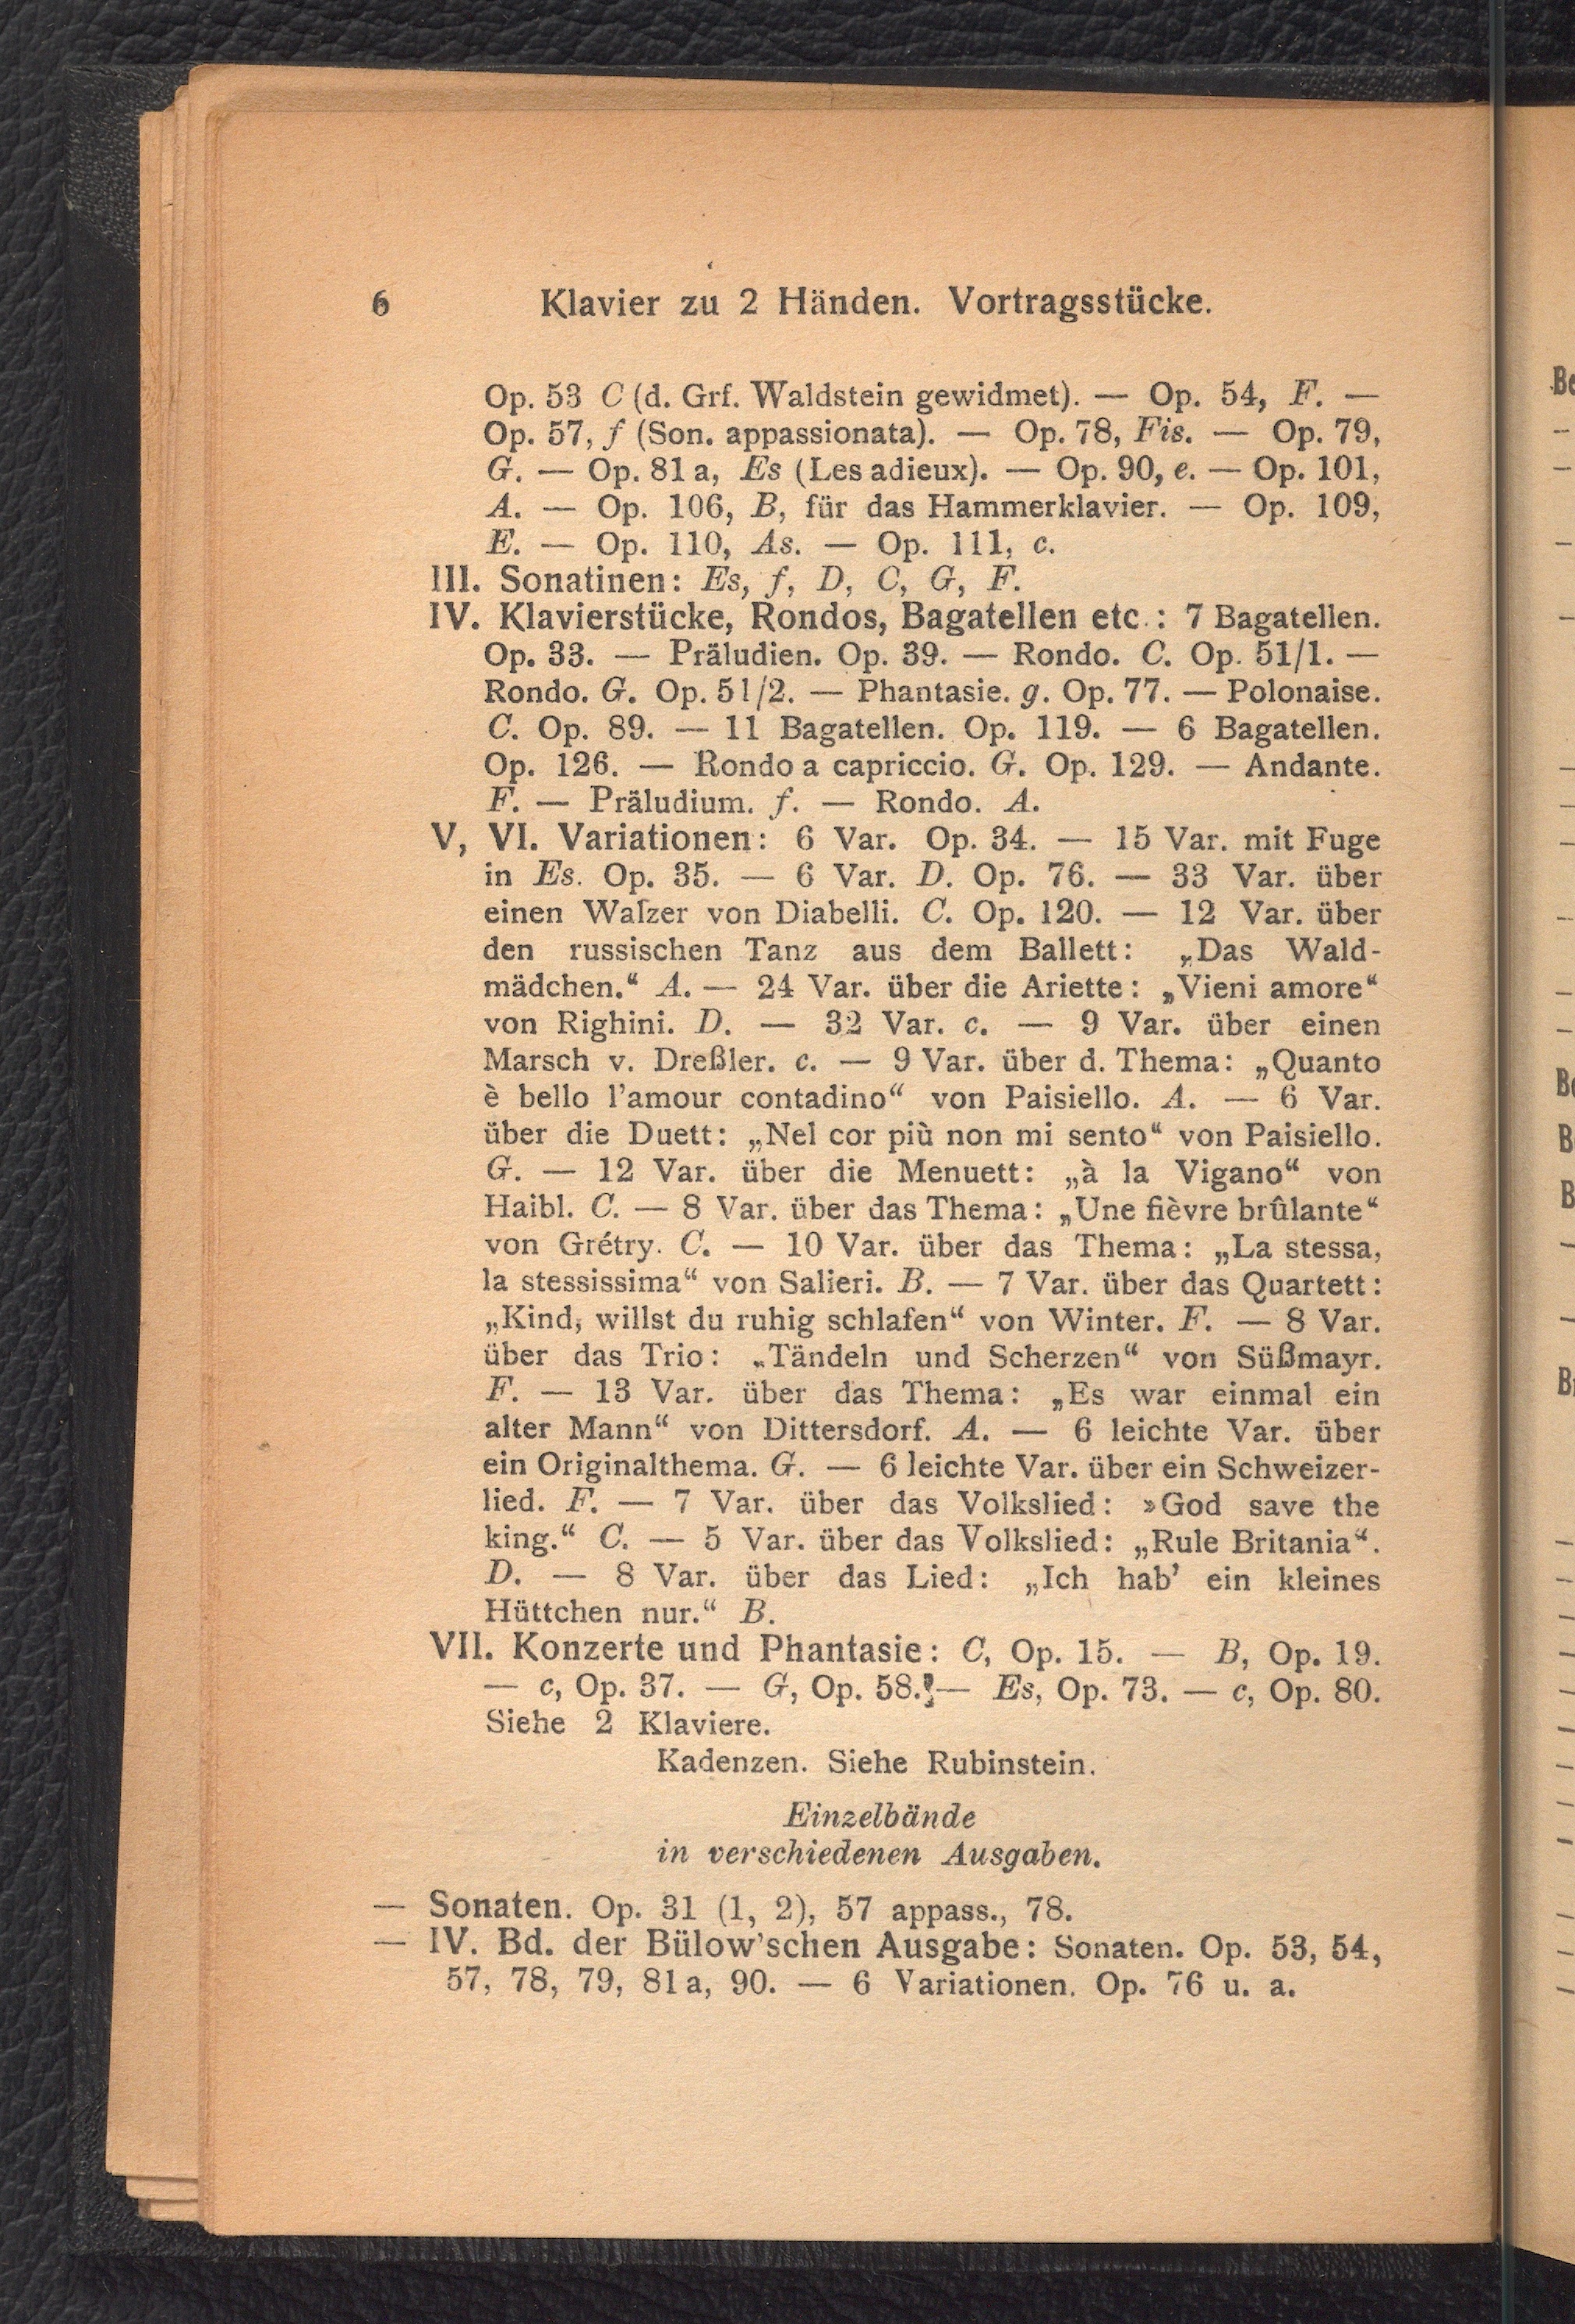 6 Klavier zu 2 Händen. Vortragsstücke.
Op. 53 C (d. Grf. Waldstein gewidmet). — Op. 54, F. —
Op. 57, f (Son. appassionata). — Op. 78, Fis. — Op. 79,
G. — Op. 81 a, Es (Les adieux). — Op. 90, e. — Op. 101,
A. — Op. 106, B, für das Hammerklavier. — Op. 109,
E. — Op. 110, As. — Op. 111, c.
III. Sonatinen: Es, f, D, C, G, F.
IV. Klavierstücke, Rondos, Bagatellen etc.: 7 Bagatellen.
Op. 33. — Präludien. Op. 39. — Rondo. C. Op. 51/1. —
Rondo. G. Op. 51/2. — Phantasie. g. Op. 77. — Polonaise.
C. Op. 89. — 11 Bagatellen. Op. 119. — 6 Bagatellen.
Op. 126. — Rondo a capriccio. G. Op. 129. — Andante.
F. — Präludium. f. — Rondo. A.
V, VI. Variationen: 6 Var. Op. 34. — 15 Var. mit Fuge
in Es. Op. 35. — 6 Var. D. Op. 76. — 33 Var. über
einen Walzer von Diabelli. C. Op. 120. — 12 Var. über
den russischen Tanz aus dem Ballett: „Das Wald-
mädchen.“ A. — 24 Var. über die Ariette: „Vieni amore“
von Righini. D. — 32 Var. c. — 9 Var. über einen
Marsch v. Dreßler. c. — 9 Var. über d. Thema: „Quanto
è bello l'amour contadino“ von Paisiello. A. — 6 Var.
über die Duett: „Nel cor più non mi sento“ von Paisiello.
G. — 12 Var. über die Menuett: „à la Vigano“ von
Haibl. C. — 8 Var. über das Thema: „Une fièvre brûlante“
von Grétry. C. — 10 Var. über das Thema: „La stessa,
la stessissima“ von Salieri. B. — 7 Var. über das Quartett:
„Kind, willst du ruhig schlafen“ von Winter. F. — 8 Var.
über das Trio: „Tändeln und Scherzen“ von Süßmayr.
F. — 13 Var. über das Thema: „Es war einmal ein
alter Mann“ von Dittersdorf. A. — 6 leichte Var. über
ein Originalthema. G. — 6 leichte Var. über ein Schweizer-
lied. F. — 7 Var. über das Volkslied: »God save the
king.“ C. — 5 Var. über das Volkslied: „Rule Britania“.
D. — 8 Var. über das Lied: „Ich hab' ein kleines
Hüttchen nur.“ B.
VII. Konzerte und Phantasie: C, Op. 15. — B, Op. 19.
— c, Op. 37. — G, Op. 58. — Es, Op. 73. — c, Op. 80.
Siehe 2 Klaviere.
Kadenzen. Siehe Rubinstein.
Einzelbände
in verschiedenen Ausgaben.
— Sonaten. Op. 31 (1, 2), 57 appass., 78.
— IV. Bd. der Bülow'schen Ausgabe: Sonaten. Op. 53, 54,
57, 78, 79, 81 a, 90. — 6 Variationen. Op. 76 u. a.